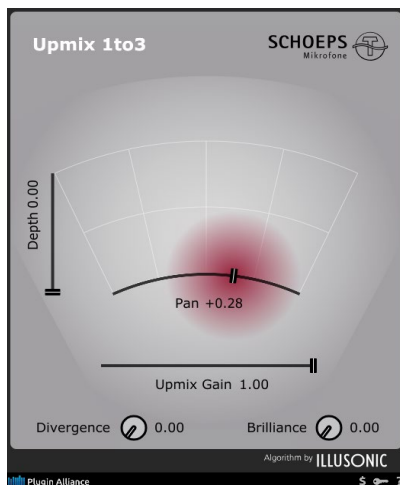 Upmix 1to3
SCHOEPS
Mikrofone
Depth 0.00
Pan +0.28
Upmix Gain 1.00
Divergence 0.00
Brilliance 0.00
Algorithm by ILLUSONIC
Plugin Alliance $ ?